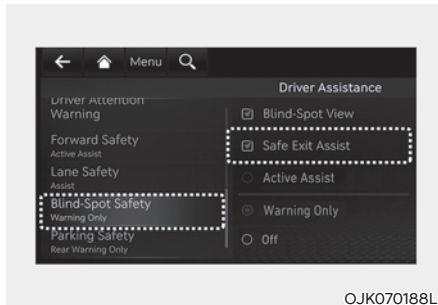 Menu
Driver Assistance
Driver Attention
Warning
Forward Safety
Active Assist
Lane Safety
Assist
Blind-Spot Safety
Warning Only
Parking Safety
Rear Warning Only
Blind-Spot View
Safe Exit Assist
Active Assist
Warning Only
Off
OJK070188L